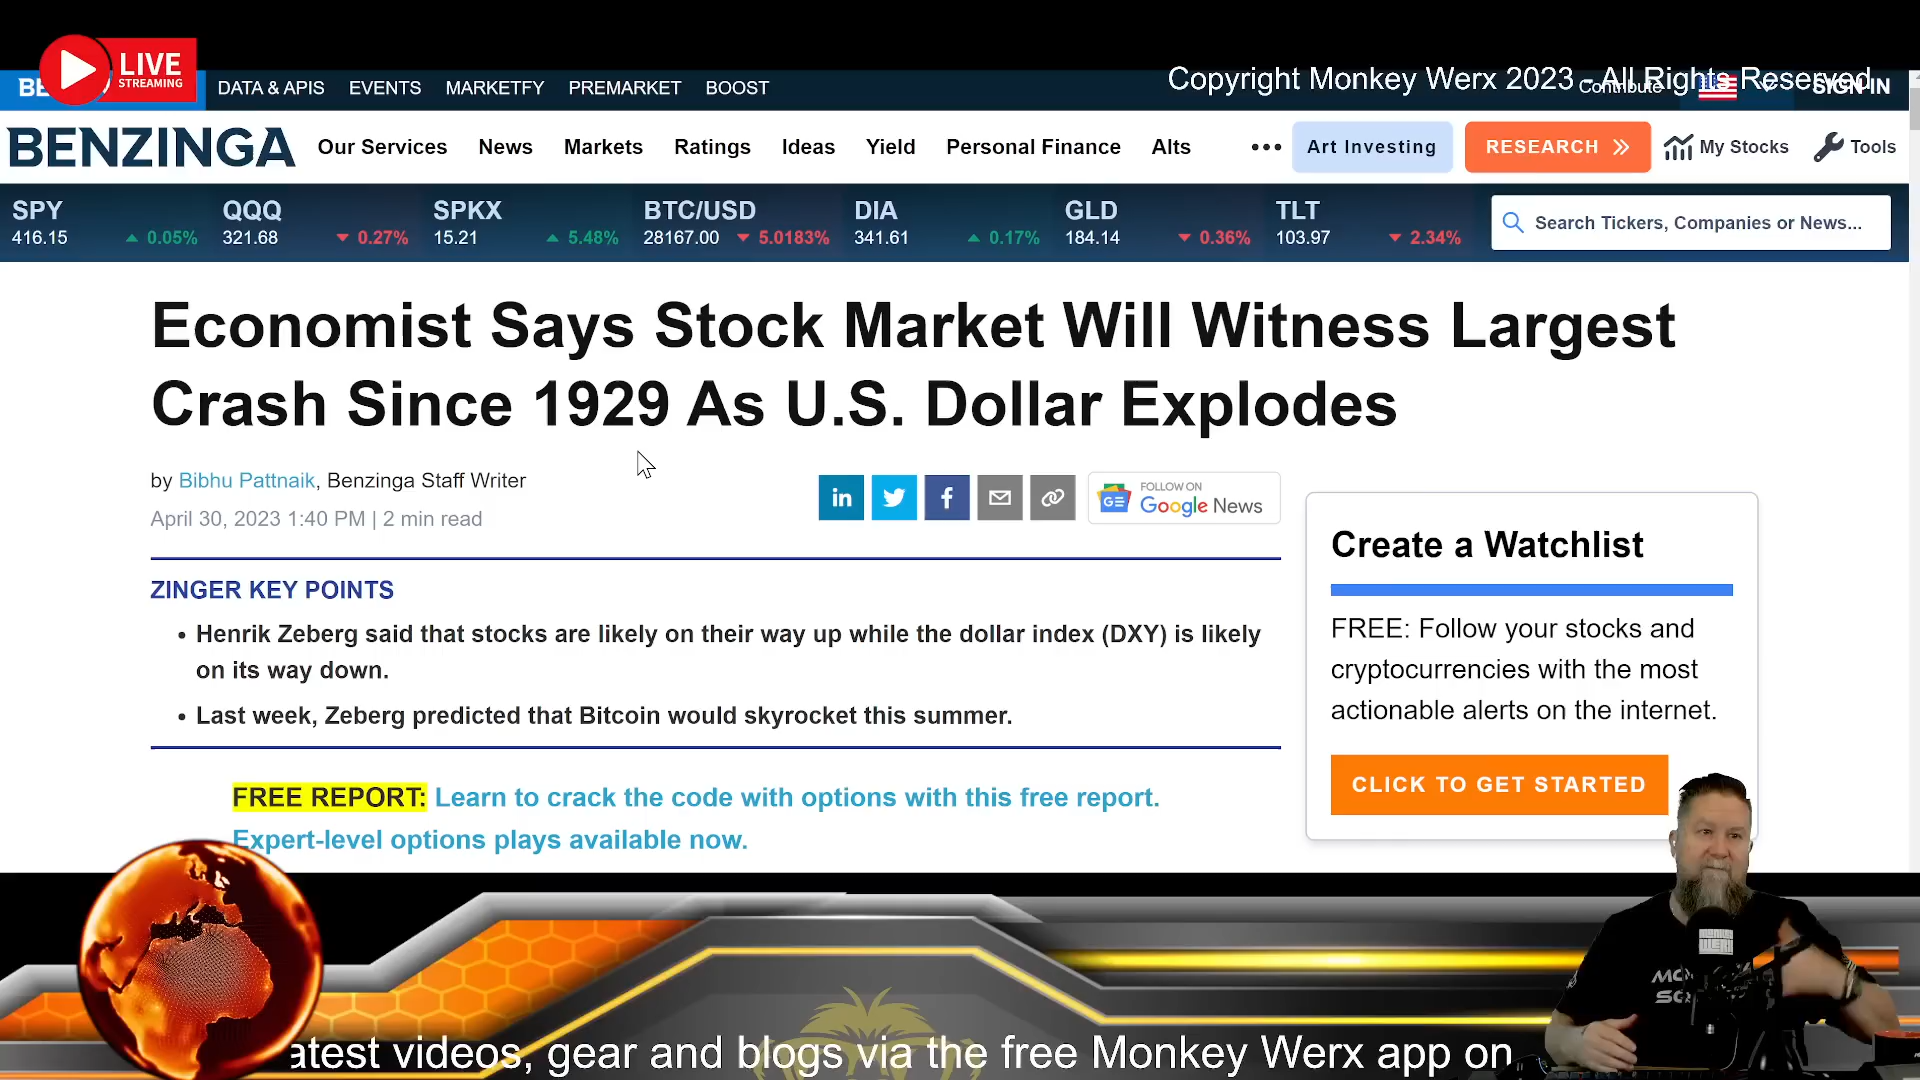 LIVE
STREAMING
BE
DATA & APIS EVENTS MARKETFY PREMARKET BOOST
Copyright Monkey Werx 2023 - All Rights Reserved
Contribute
SIGN IN
BENZINGA
Our Services News Markets Ratings Ideas Yield Personal Finance Alts ••• Art Investing RESEARCH My Stocks Tools
SPY QQQ SPKX BTC/USD DIA GLD TLT
416.15 0.05% 321.68 0.27% 15.21 5.48% 28167.00 5.0183% 341.61 0.17% 184.14 0.36% 103.97 2.34%
Search Tickers, Companies or News...
Economist Says Stock Market Will Witness Largest
Crash Since 1929 As U.S. Dollar Explodes
by Bibhu Pattnaik, Benzinga Staff Writer
April 30, 2023 1:40 PM | 2 min read
in
f
GE
FOLLOW ON
Google News
ZINGER KEY POINTS
• Henrik Zeberg said that stocks are likely on their way up while the dollar index (DXY) is likely
on its way down.
• Last week, Zeberg predicted that Bitcoin would skyrocket this summer.
FREE REPORT: Learn to crack the code with options with this free report.
Expert-level options plays available now.
Create a Watchlist
FREE: Follow your stocks and
cryptocurrencies with the most
actionable alerts on the internet.
CLICK TO GET STARTED
atest videos, gear and blogs via the free Monkey Werx app on